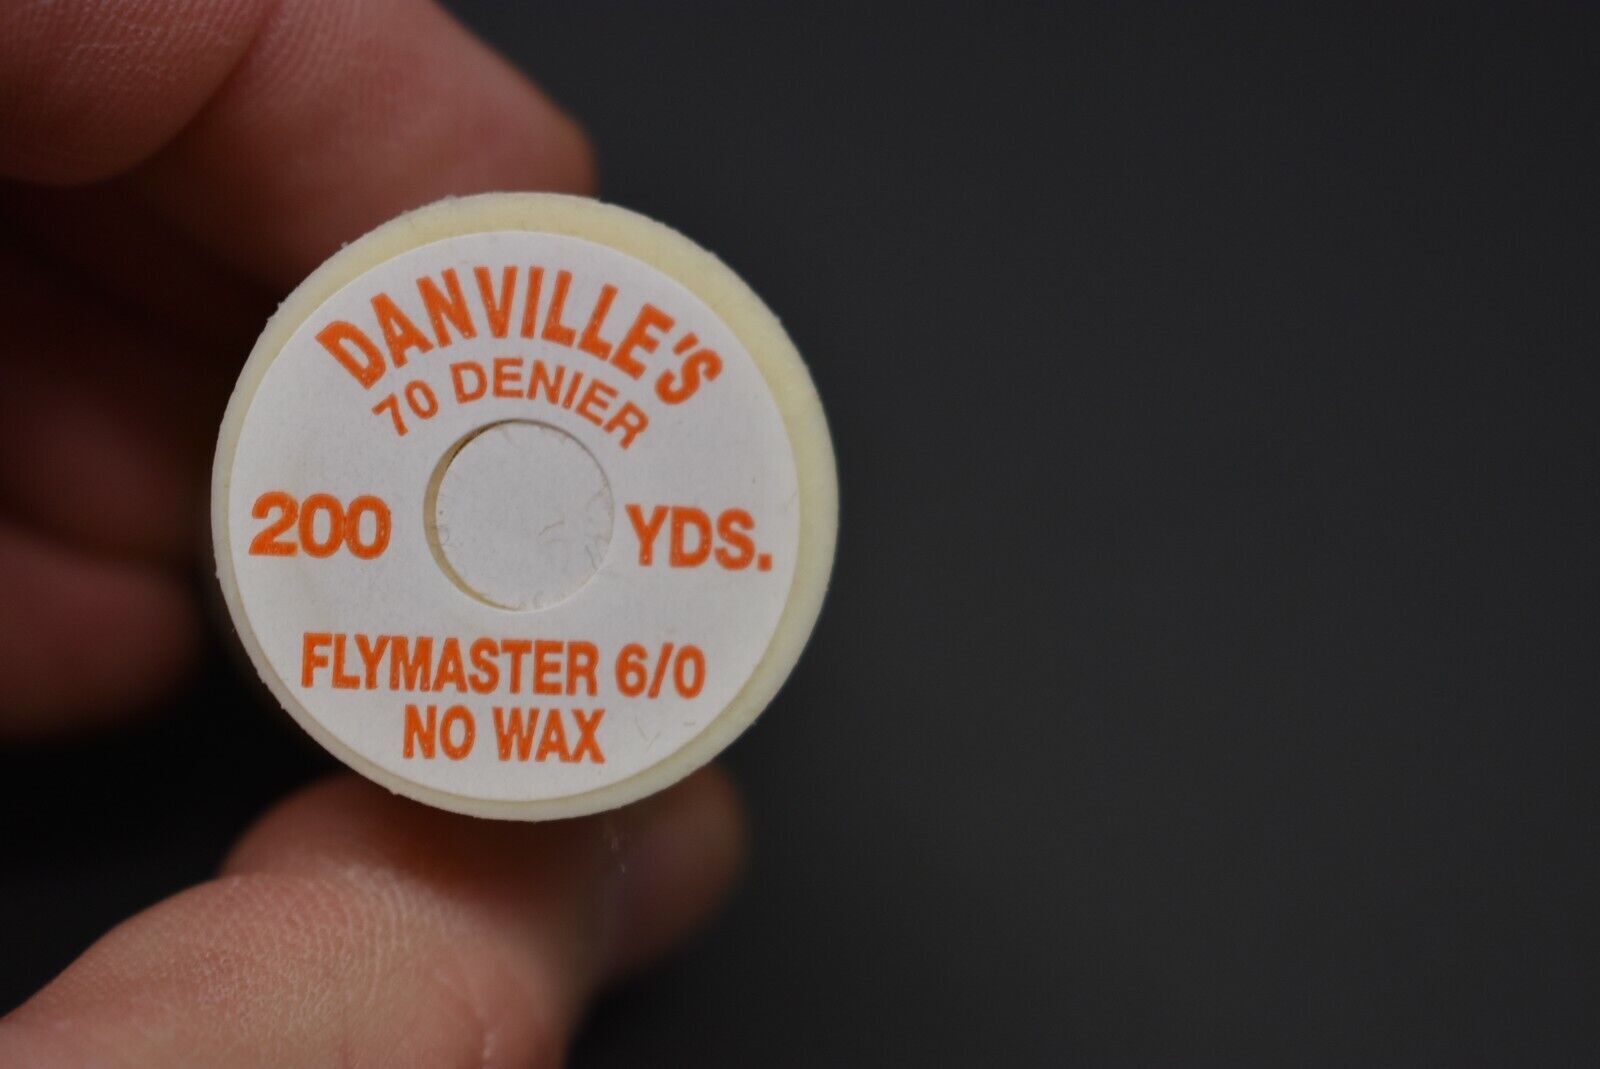 DANVILLE'S
70 DENIER
200 YDS.
FLYMASTER 6/0
NO WAX